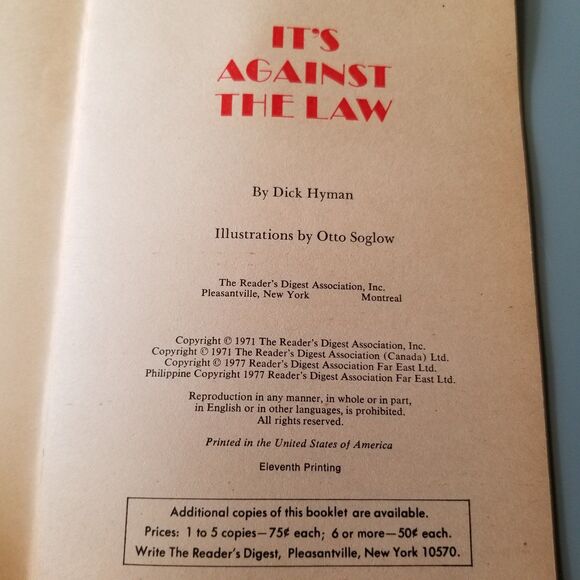 IT'S
AGAINST
THE LAW
By Dick Hyman
Illustrations by Otto Soglow
The Reader's Digest Association, Inc.
Pleasantville, New York Montreal
Copyright © 1971 The Reader's Digest Association, Inc.
Copyright © 1971 The Reader's Digest Association (Canada) Ltd.
Copyright © 1977 Reader's Digest Association Far East Ltd.
Philippine Copyright 1977 Reader's Digest Association Far East Ltd.
Reproduction in any manner, in whole or in part,
in English or in other languages, is prohibited.
All rights reserved.
Printed in the United States of America
Eleventh Printing
Additional copies of this booklet are available.
Prices: 1 to 5 copies—75¢ each; 6 or more—50¢ each.
Write The Reader's Digest, Pleasantville, New York 10570.